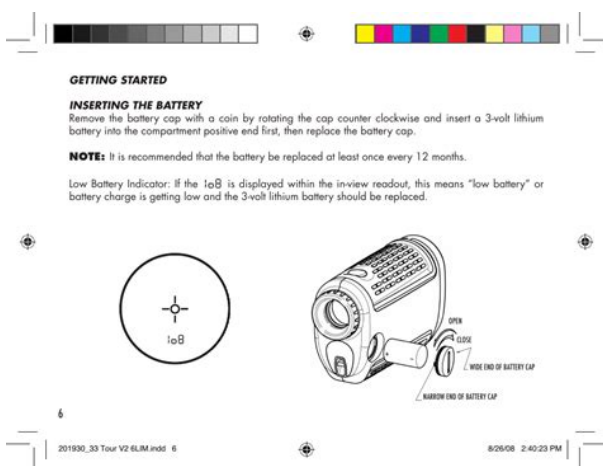 GETTING STARTED
INSERTING THE BATTERY
Remove the battery cap with a coin by rotating the cap counter clockwise and insert a 3-volt lithium
battery into the compartment positive end first, then replace the battery cap.
NOTE: It is recommended that the battery be replaced at least once every 12 months.
Low Battery Indicator: If the loB is displayed within the in-view readout, this means "low battery" or
battery charge is getting low and the 3-volt lithium battery should be replaced.
loB
OPEN
CLOSE
WIDE END OF BATTERY CAP
NARROW END OF BATTERY CAP
6
201930_33 Tour V2 6LIM.indd 6
8/26/08 2:40:23 PM